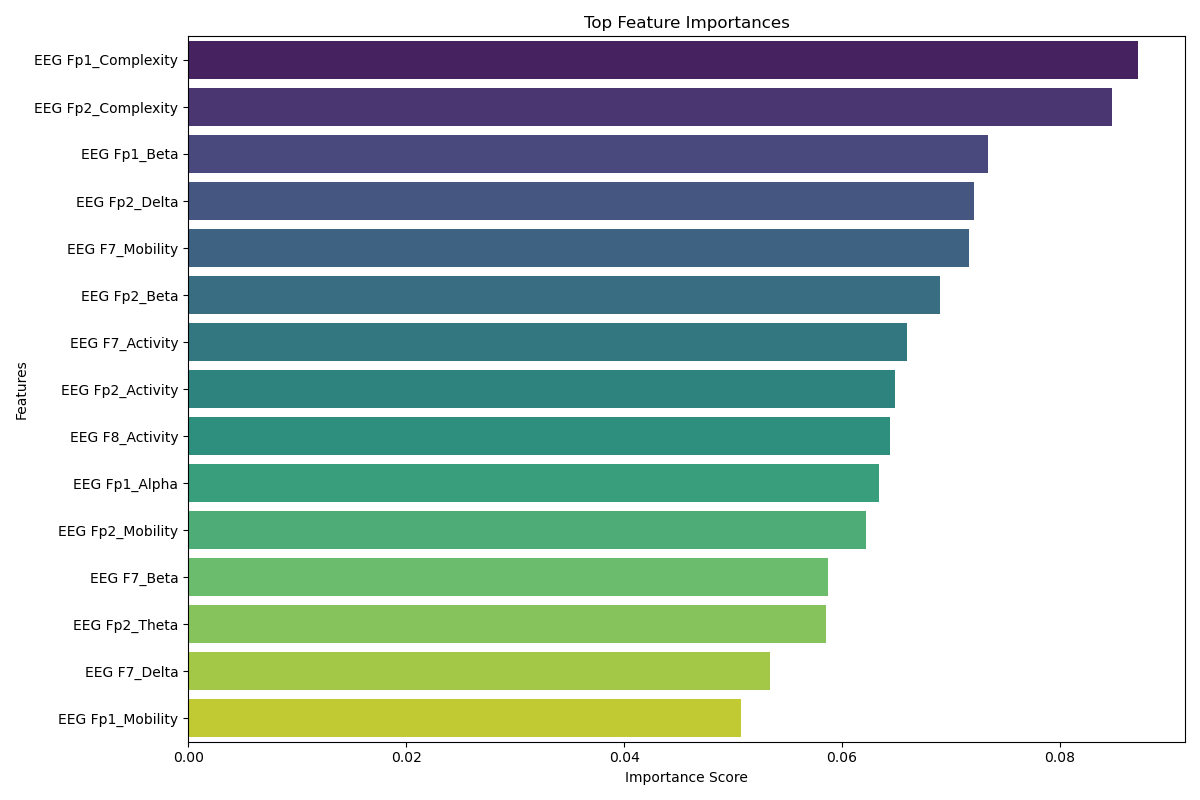 Top Feature Importances
EEG Fp1_Complexity
EEG Fp2_Complexity
EEG Fp1_Beta
EEG Fp2_Delta
EEG F7_Mobility
EEG Fp2_Beta
EEG F7_Activity
EEG Fp2_Activity
EEG F8_Activity
EEG Fp1_Alpha
EEG Fp2_Mobility
EEG F7_Beta
EEG Fp2_Theta
EEG F7_Delta
EEG Fp1_Mobility
Features
0.00 0.02 0.04 0.06 0.08
Importance Score